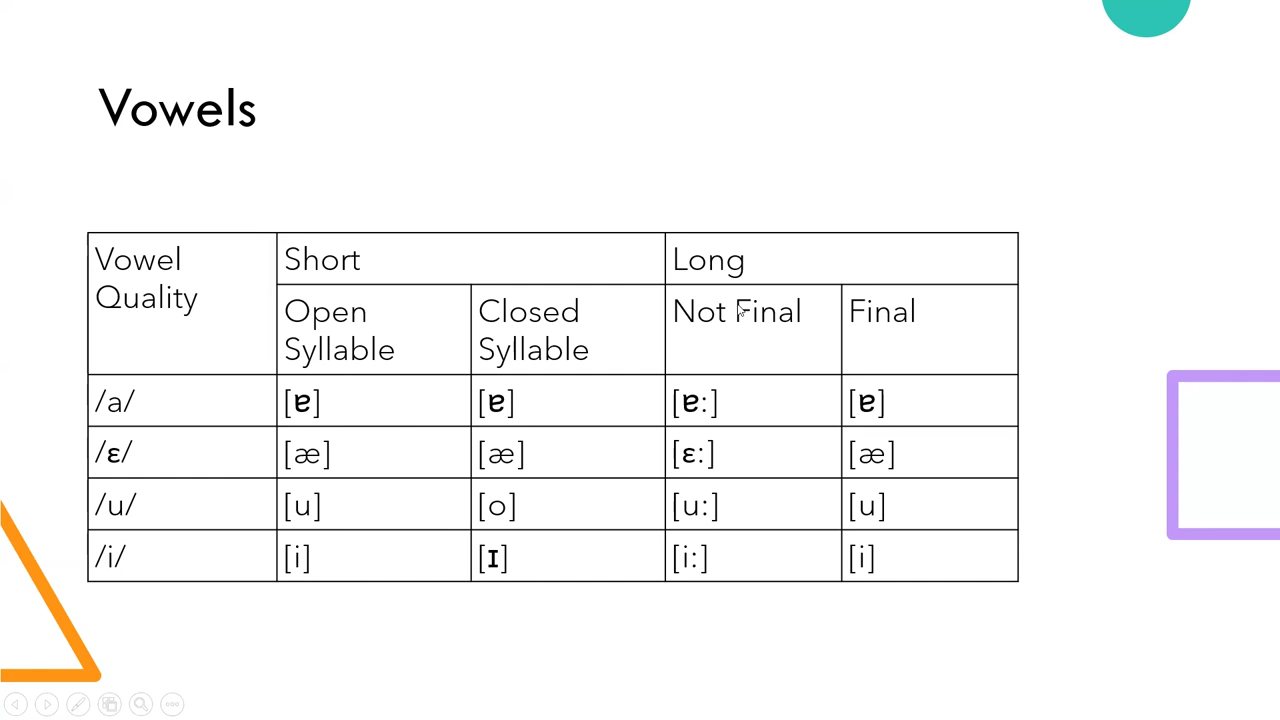 Vowels
Vowel Short Long
Quality
Open Closed Not Final Final
Syllable Syllable
/a/ [ɐ] [ɐ] [ɐ:] [ɐ]
/ɛ/ [æ] [æ] [ɛ:] [æ]
/u/ [u] [o] [u:] [u]
/i/ [i] [ɪ] [i:] [i]